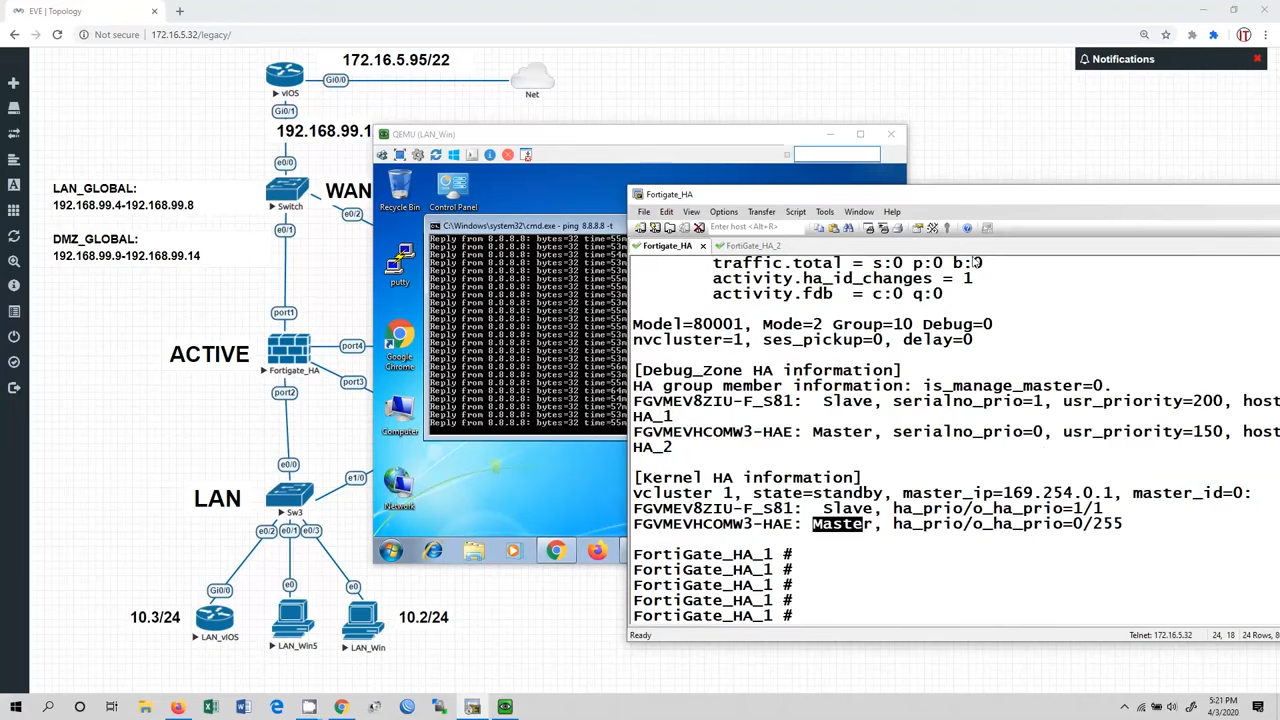 EVE | Topology
Not secure | 172.16.5.32/legacy/
Notifications
172.16.5.95/22
Gi0/0
vIOS
Net
Gi0/1
192.168.99.1
e0/0
LAN_GLOBAL:
192.168.99.4-192.168.99.8
Switch
WAN
e0/2
e0/1
DMZ_GLOBAL:
192.168.99.9-192.168.99.14
port1
ACTIVE
port4
Fortigate_HA
port3
port2
e0/0
LAN
e1/0
Sw3
e0/2
e0/1
e0/3
Gi0/0
e0
e0
10.3/24
10.2/24
LAN_vIOS
LAN_Win5
LAN_Win
QEMU (LAN_Win)
Recycle Bin
Control Panel
putty
Google Chrome
Computer
Network
C:\Windows\system32\cmd.exe - ping 8.8.8.8 -t
Reply from 8.8.8.8: bytes=32 time=55m
Reply from 8.8.8.8: bytes=32 time=53m
Fortigate_HA
File Edit View Options Transfer Script Tools Window Help
Enter host <Alt+R>
Fortigate_HA
FortiGate_HA_2
traffic.total = s:0 p:0 b:0
activity.ha_id_changes = 1
activity.fdb  = c:0 q:0
Model=80001, Mode=2 Group=10 Debug=0
nvcluster=1, ses_pickup=0, delay=0
[Debug_Zone HA information]
HA group member information: is_manage_master=0.
FGVMEV8ZIU-F_S81:  Slave, serialno_prio=1, usr_priority=200, host
HA_1
FGVMEVHCOMW3-HAE: Master, serialno_prio=0, usr_priority=150, host
HA_2
[Kernel HA information]
vcluster 1, state=standby, master_ip=169.254.0.1, master_id=0:
FGVMEV8ZIU-F_S81:  Slave, ha_prio/o_ha_prio=1/1
FGVMEVHCOMW3-HAE: Master, ha_prio/o_ha_prio=0/255
FortiGate_HA_1 #
FortiGate_HA_1 #
FortiGate_HA_1 #
FortiGate_HA_1 #
FortiGate_HA_1 #
Ready
Telnet: 172.16.5.32
24, 18
24 Rows, 8
5:21 PM
4/3/2020